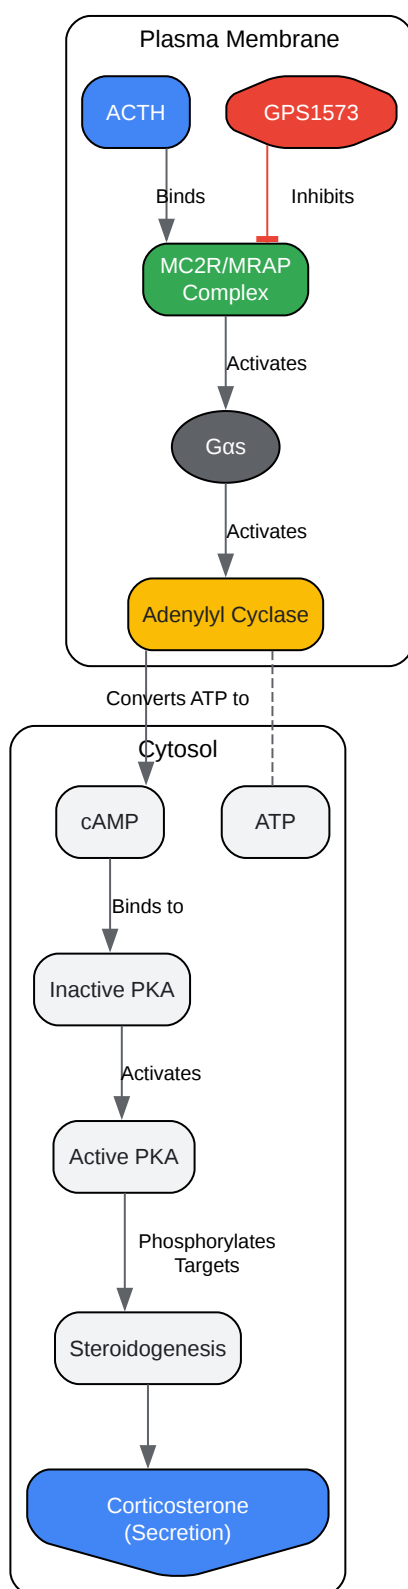 Plasma Membrane
ACTH
GPS1573
Binds
Inhibits
MC2R/MRAP
Complex
Activates
Gαs
Activates
Adenylyl Cyclase
Converts ATP to
Cytosol
cAMP
ATP
Binds to
Inactive PKA
Activates
Active PKA
Phosphorylates
Targets
Steroidogenesis
Corticosterone
(Secretion)